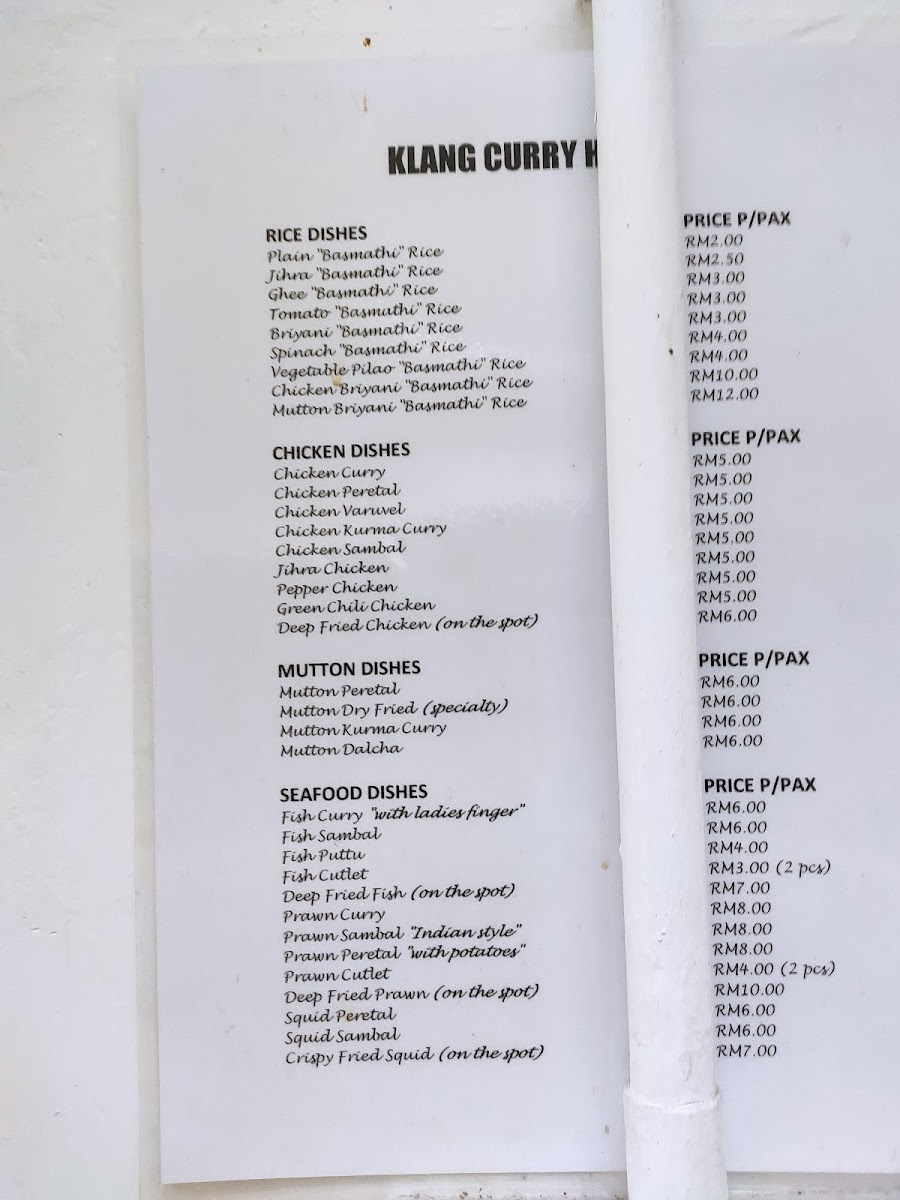 KLANG CURRY H
RICE DISHES PRICE P/PAX
Plain "Basmathi" Rice RM2.00
Jihra "Basmathi" Rice RM2.50
Ghee "Basmathi" Rice RM3.00
Tomato "Basmathi" Rice RM3.00
Briyani "Basmathi" Rice RM3.00
Spinach "Basmathi" Rice RM4.00
Vegetable Pilao "Basmathi" Rice RM4.00
Chicken Briyani "Basmathi" Rice RM10.00
Mutton Briyani "Basmathi" Rice RM12.00
CHICKEN DISHES PRICE P/PAX
Chicken Curry RM5.00
Chicken Peretal RM5.00
Chicken Varuvel RM5.00
Chicken Kurma Curry RM5.00
Chicken Sambal RM5.00
Jihra Chicken RM5.00
Pepper Chicken RM5.00
Green Chili Chicken RM5.00
Deep Fried Chicken (on the spot) RM6.00
MUTTON DISHES PRICE P/PAX
Mutton Peretal RM6.00
Mutton Dry Fried (specialty) RM6.00
Mutton Kurma Curry RM6.00
Mutton Dalcha RM6.00
SEAFOOD DISHES PRICE P/PAX
Fish Curry "with ladies finger" RM6.00
Fish Sambal RM6.00
Fish Puttu RM4.00
Fish Cutlet RM3.00 (2 pcs)
Deep Fried Fish (on the spot) RM7.00
Prawn Curry RM8.00
Prawn Sambal "Indian style" RM8.00
Prawn Peretal "with potatoes" RM8.00
Prawn Cutlet RM4.00 (2 pcs)
Deep Fried Prawn (on the spot) RM10.00
Squid Peretal RM6.00
Squid Sambal RM6.00
Crispy Fried Squid (on the spot) RM7.00